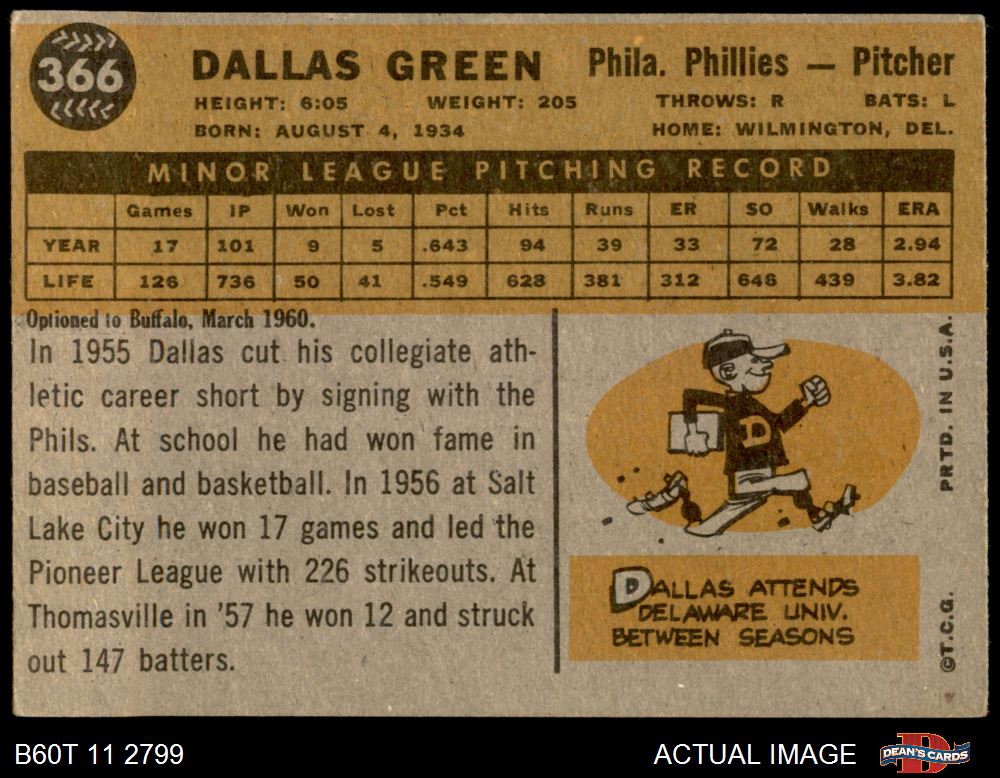 366
DALLAS GREEN Phila. Phillies — Pitcher
HEIGHT: 6:05 WEIGHT: 205 THROWS: R BATS: L
BORN: AUGUST 4, 1934 HOME: WILMINGTON, DEL.
MINOR LEAGUE PITCHING RECORD
Games IP Won Lost Pct Hits Runs ER SO Walks ERA
YEAR 17 101 9 5 .643 94 39 33 72 28 2.94
LIFE 126 736 50 41 .549 628 381 312 646 439 3.82
Optioned to Buffalo, March 1960.
In 1955 Dallas cut his collegiate ath-
letic career short by signing with the
Phils. At school he had won fame in
baseball and basketball. In 1956 at Salt
Lake City he won 17 games and led the
Pioneer League with 226 strikeouts. At
Thomasville in '57 he won 12 and struck
out 147 batters.
D
DALLAS ATTENDS
DELAWARE UNIV.
BETWEEN SEASONS
©T.C.G. PRTD. IN U.S.A.
B60T 11 2799 ACTUAL IMAGE
D
DEAN'S CARDS